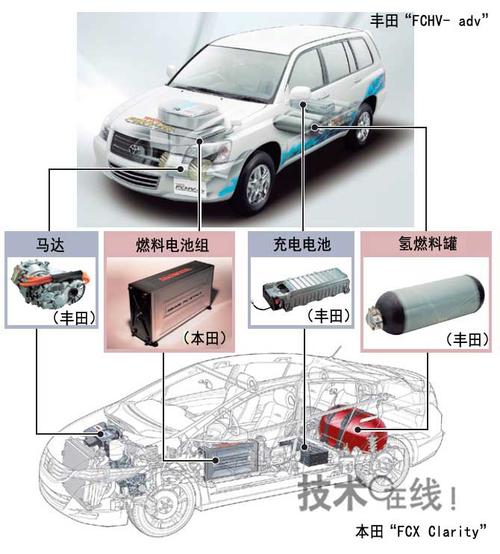 丰田“FCHV- adv”
马达
燃料电池组
充电电池
氢燃料罐
（丰田）
（本田）
（丰田）
（丰田）
技术在线！
本田“FCX Clarity”